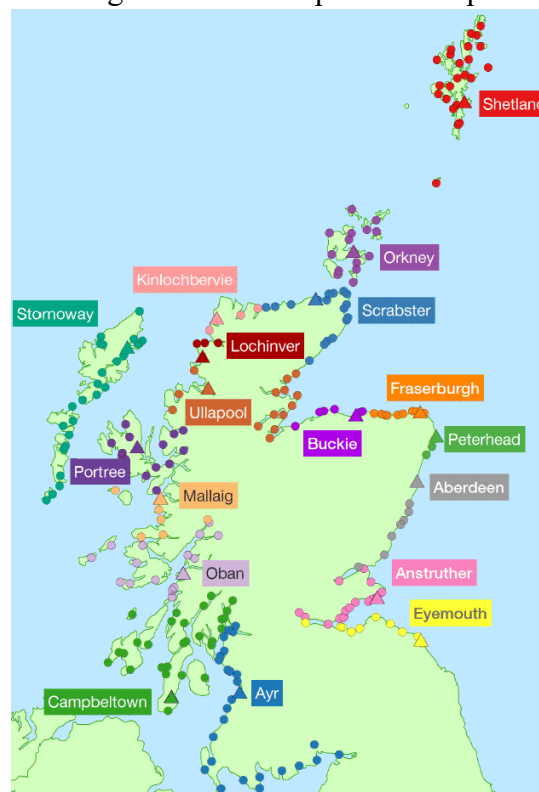 Shetland
Orkney
Kinlochbervie
Stornoway
Scrabster
Lochinver
Fraserburgh
Ullapool
Buckie
Peterhead
Portree
Mallaig
Aberdeen
Oban
Anstruther
Eyemouth
Campbeltown
Ayr